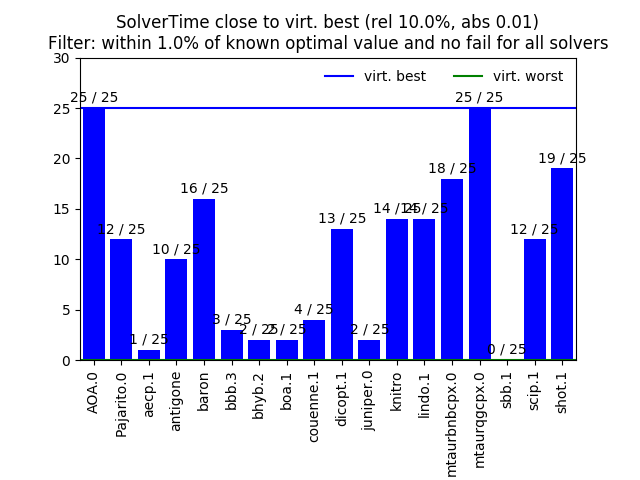 SolverTime close to virt. best (rel 10.0%, abs 0.01)
Filter: within 1.0% of known optimal value and no fail for all solvers
virt. best
virt. worst
30
25
20
15
10
5
0
25 / 25
12 / 25
1 / 25
10 / 25
16 / 25
3 / 25
2 / 25
2 / 25
4 / 25
13 / 25
2 / 25
14 / 25
14 / 25
18 / 25
25 / 25
0 / 25
12 / 25
19 / 25
AOA.0
Pajarito.0
aecp.1
antigone
baron
bbb.3
bhyb.2
boa.1
couenne.1
dicopt.1
juniper.0
knitro
lindo.1
mtaurbnbcpx.0
mtaurqgcpx.0
sbb.1
scip.1
shot.1